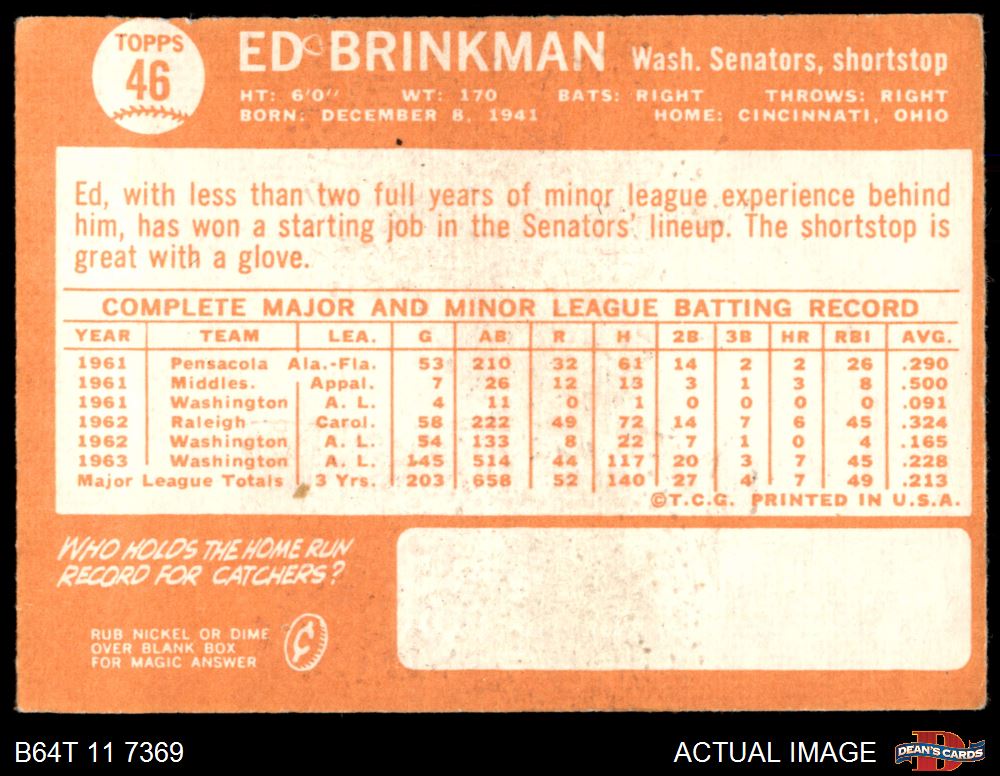 TOPPS
46
ED BRINKMAN Wash. Senators, shortstop
HT: 6'0" WT: 170 BATS: RIGHT THROWS: RIGHT
BORN: DECEMBER 8, 1941 HOME: CINCINNATI, OHIO
Ed, with less than two full years of minor league experience behind
him, has won a starting job in the Senators' lineup. The shortstop is
great with a glove.
COMPLETE MAJOR AND MINOR LEAGUE BATTING RECORD
YEAR TEAM LEA. G AB R H 2B 3B HR RBI AVG.
1961 Pensacola Ala.-Fla. 53 210 32 61 14 2 2 26 .290
1961 Middles. Appal. 7 26 12 13 3 1 3 8 .500
1961 Washington A. L. 4 11 0 1 0 0 0 0 .091
1962 Raleigh Carol. 58 222 49 72 14 7 6 45 .324
1962 Washington A. L. 54 133 8 22 7 1 0 4 .165
1963 Washington A. L. 145 514 44 117 20 3 7 45 .228
Major League Totals 3 Yrs. 203 658 52 140 27 4 7 49 .213
©T.C.G. PRINTED IN U.S.A.
WHO HOLDS THE HOME RUN
RECORD FOR CATCHERS?
RUB NICKEL OR DIME
OVER BLANK BOX
FOR MAGIC ANSWER
¢
B64T 11 7369 ACTUAL IMAGE DEAN'S CARDS